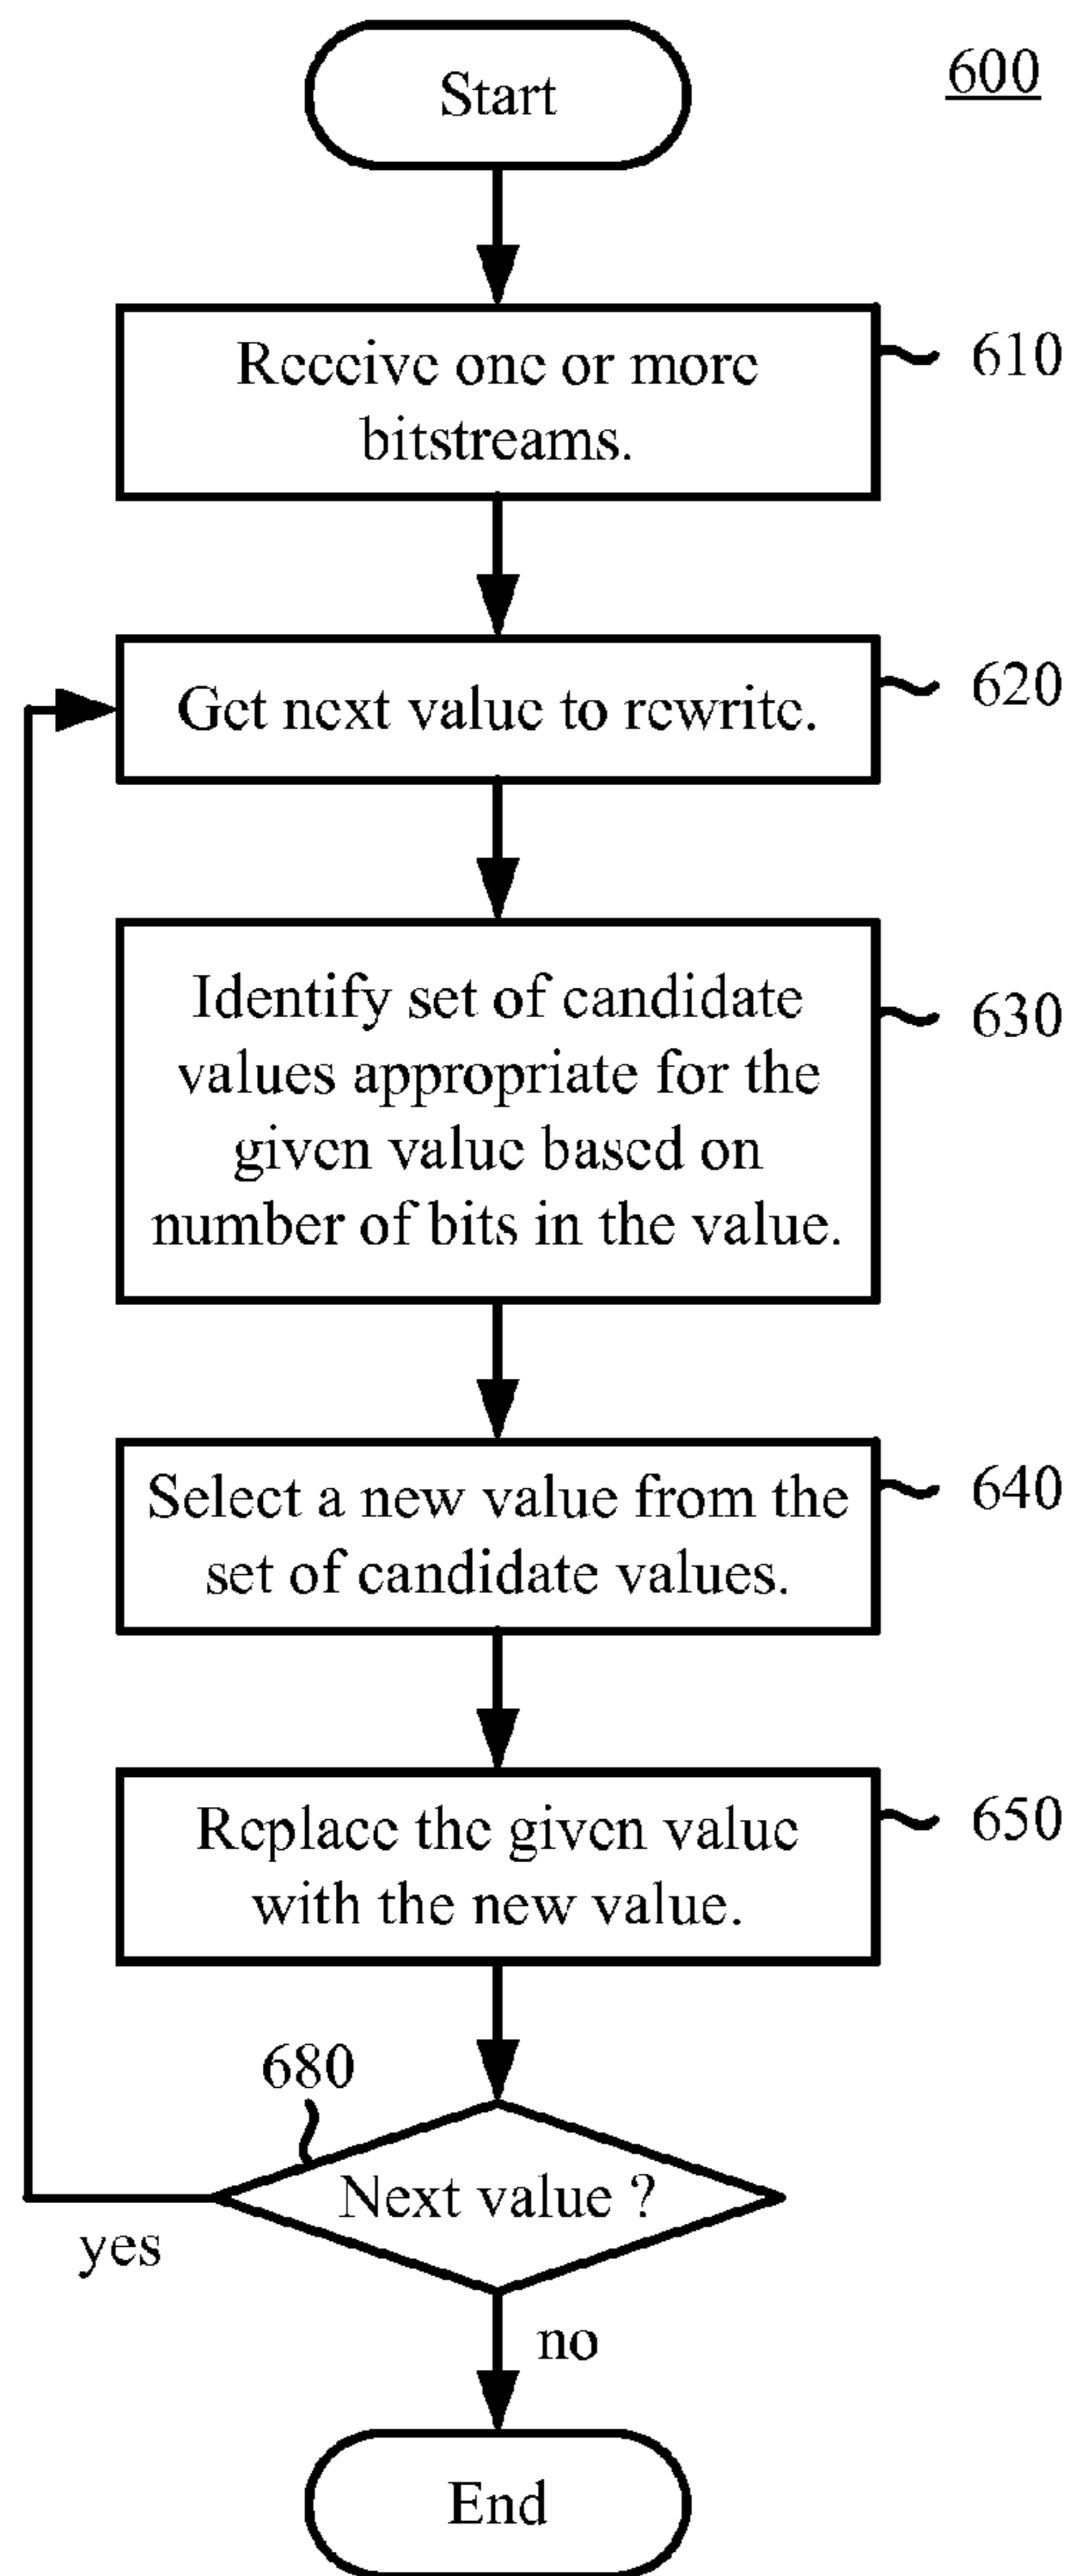 Start
600
Receive one or more
bitstreams.
610
Get next value to rewrite.
620
Identify set of candidate
values appropriate for the
given value based on
number of bits in the value.
630
Select a new value from the
set of candidate values.
640
Replace the given value
with the new value.
650
680
Next value ?
yes
no
End